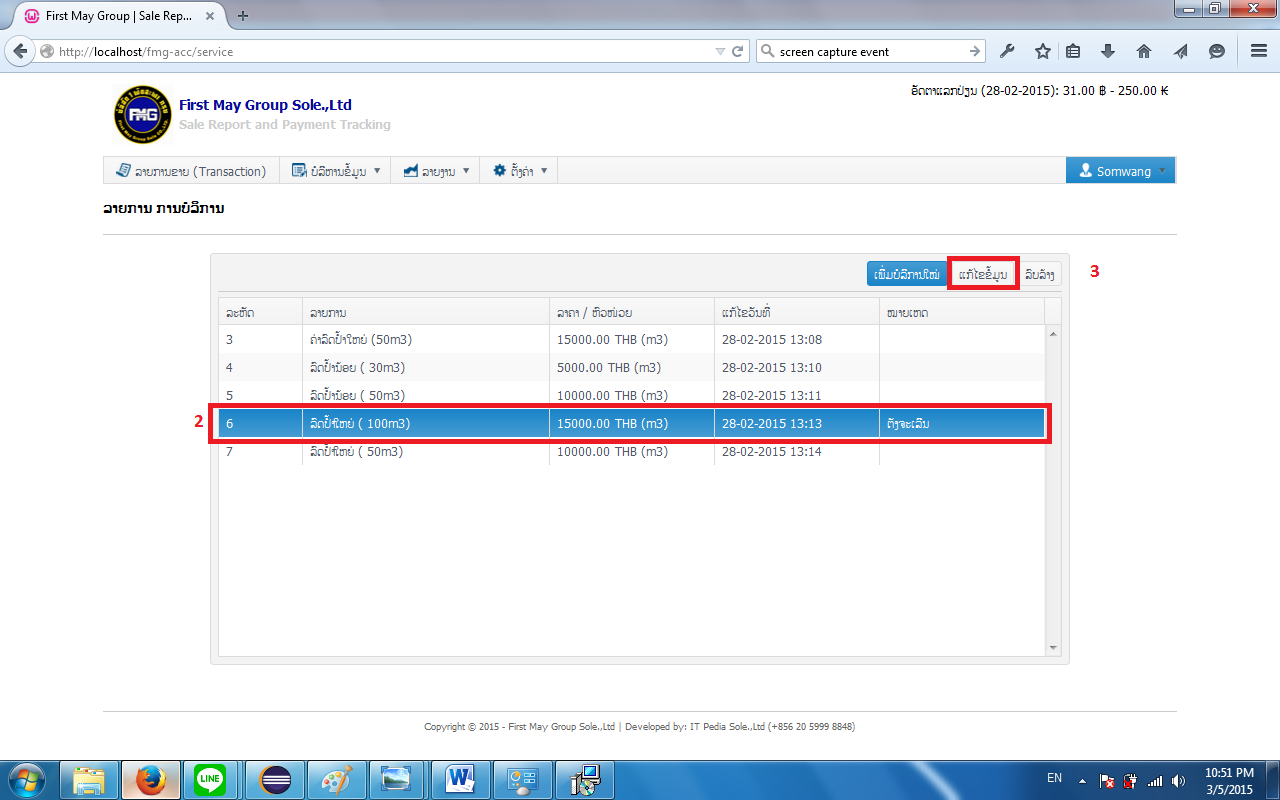 First May Group | Sale Rep...
http://localhost/fmg-acc/service
screen capture event
First May Group Sole.,Ltd
Sale Report and Payment Tracking
ອັດຕາແລກປ່ຽນ (28-02-2015): 31.00 ฿ - 250.00 ₭
FMG
ລາຍການຂາຍ (Transaction)
ບໍລິຫານຂໍ້ມູນ
ລາຍງານ
ຕັ້ງຄ່າ
Somwang
ລາຍການ ການບໍລິການ
ເພີ່ມບໍລິການໃໝ່
ແກ້ໄຂຂໍ້ມູນ
ລຶບລ້າງ
3
ລະຫັດ ລາຍການ ລາຄາ / ຫົວໜ່ວຍ ແກ້ໄຂວັນທີ່ ໝາຍເຫດ
3 ຄ່າລົດປ້ຳໃຫຍ່ (50m3) 15000.00 THB (m3) 28-02-2015 13:08
4 ລົດປ້ຳນ້ອຍ ( 30m3) 5000.00 THB (m3) 28-02-2015 13:10
5 ລົດປ້ຳນ້ອຍ ( 50m3) 10000.00 THB (m3) 28-02-2015 13:11
2
6 ລົດປ້ຳໃຫຍ່ ( 100m3) 15000.00 THB (m3) 28-02-2015 13:13 ດັງຈະເລີນ
7 ລົດປ້ຳໃຫຍ່ ( 50m3) 10000.00 THB (m3) 28-02-2015 13:14
Copyright © 2015 - First May Group Sole.,Ltd | Developed by: IT Pedia Sole.,Ltd (+856 20 5999 8848)
LINE
W
EN
10:51 PM
3/5/2015